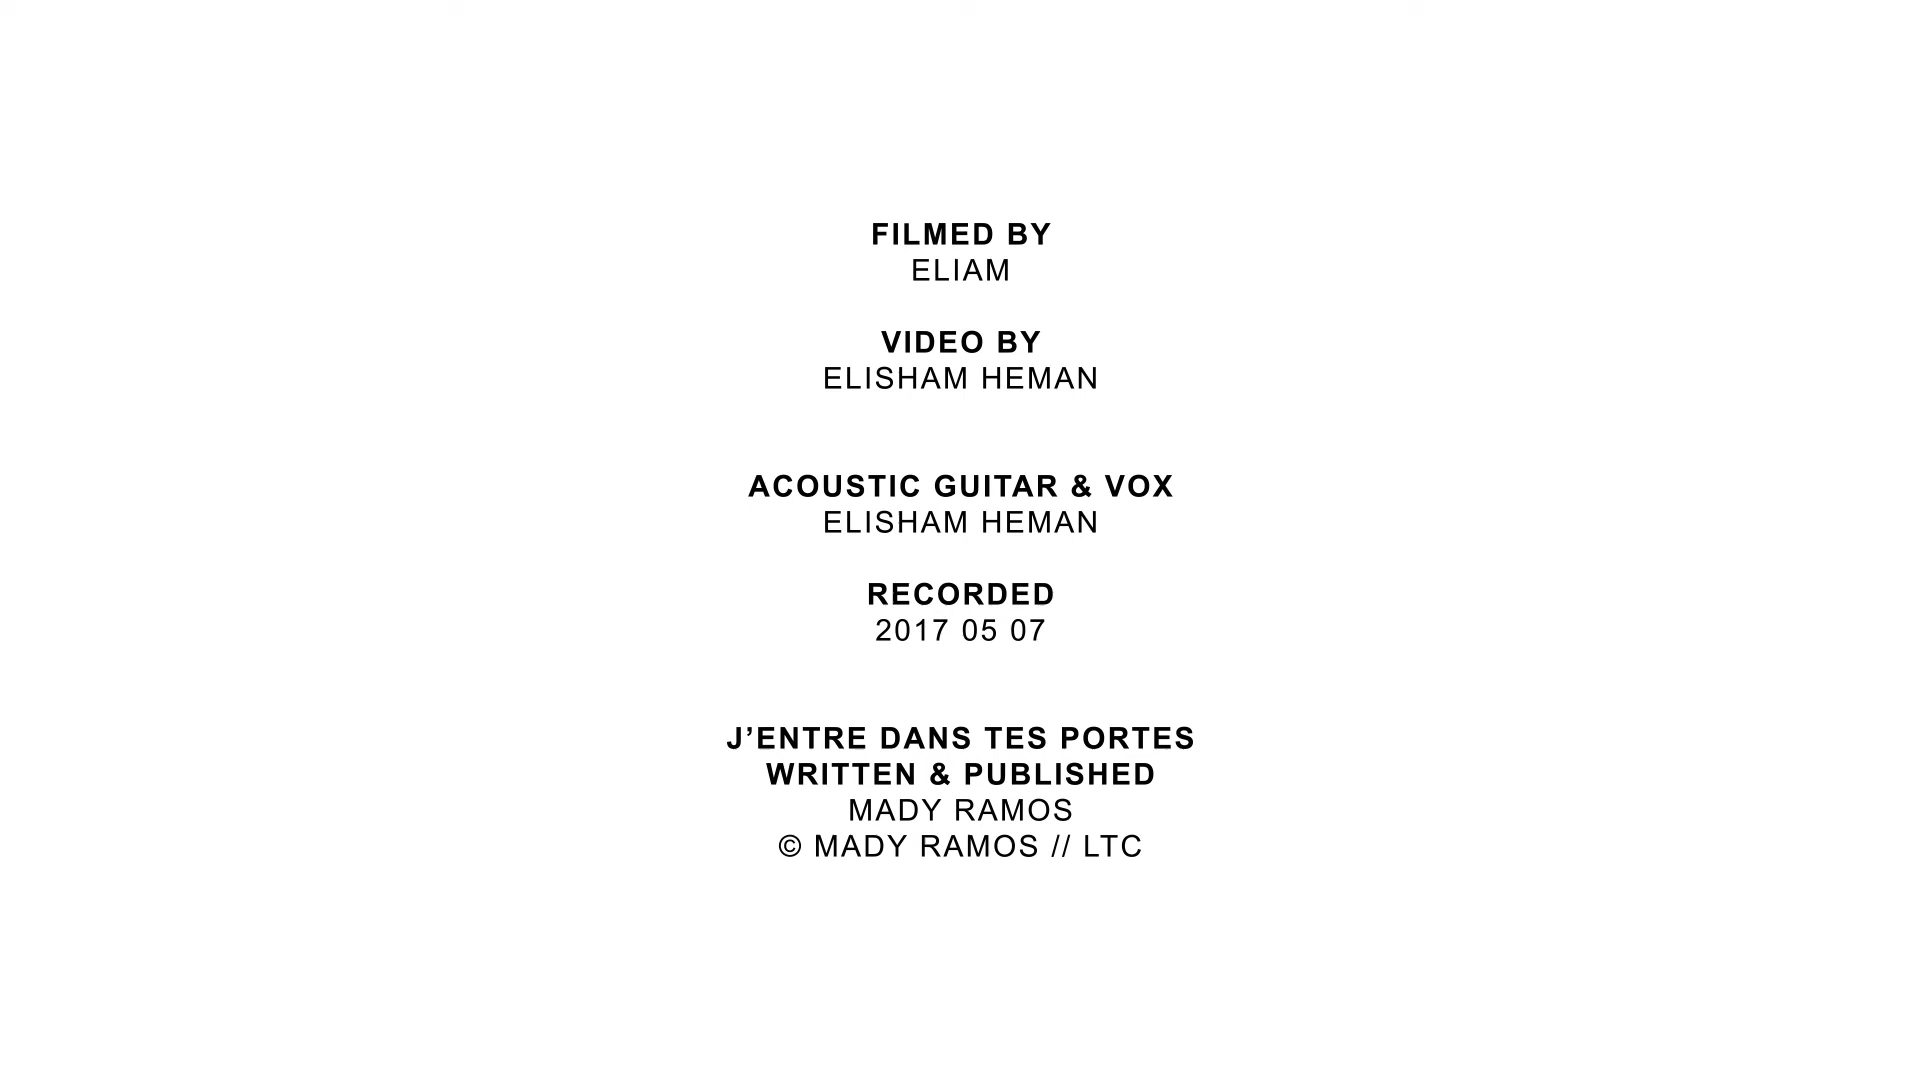 FILMED BY
ELIAM
VIDEO BY
ELISHAM HEMAN
ACOUSTIC GUITAR & VOX
ELISHAM HEMAN
RECORDED
2017 05 07
J’ENTRE DANS TES PORTES
WRITTEN & PUBLISHED
MADY RAMOS
© MADY RAMOS // LTC